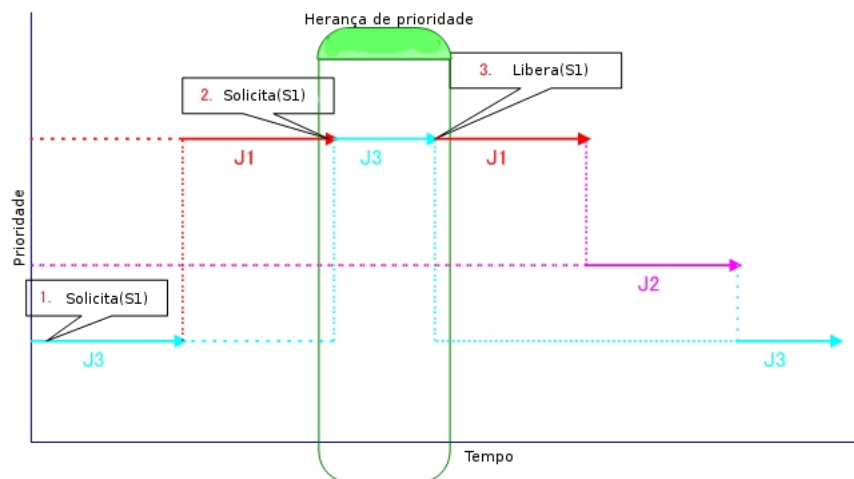 Herança de prioridade
3. Libera(S1)
2. Solicita(S1)
J1
J3
J1
Prioridade
J2
1. Solicita(S1)
J3
J3
Tempo